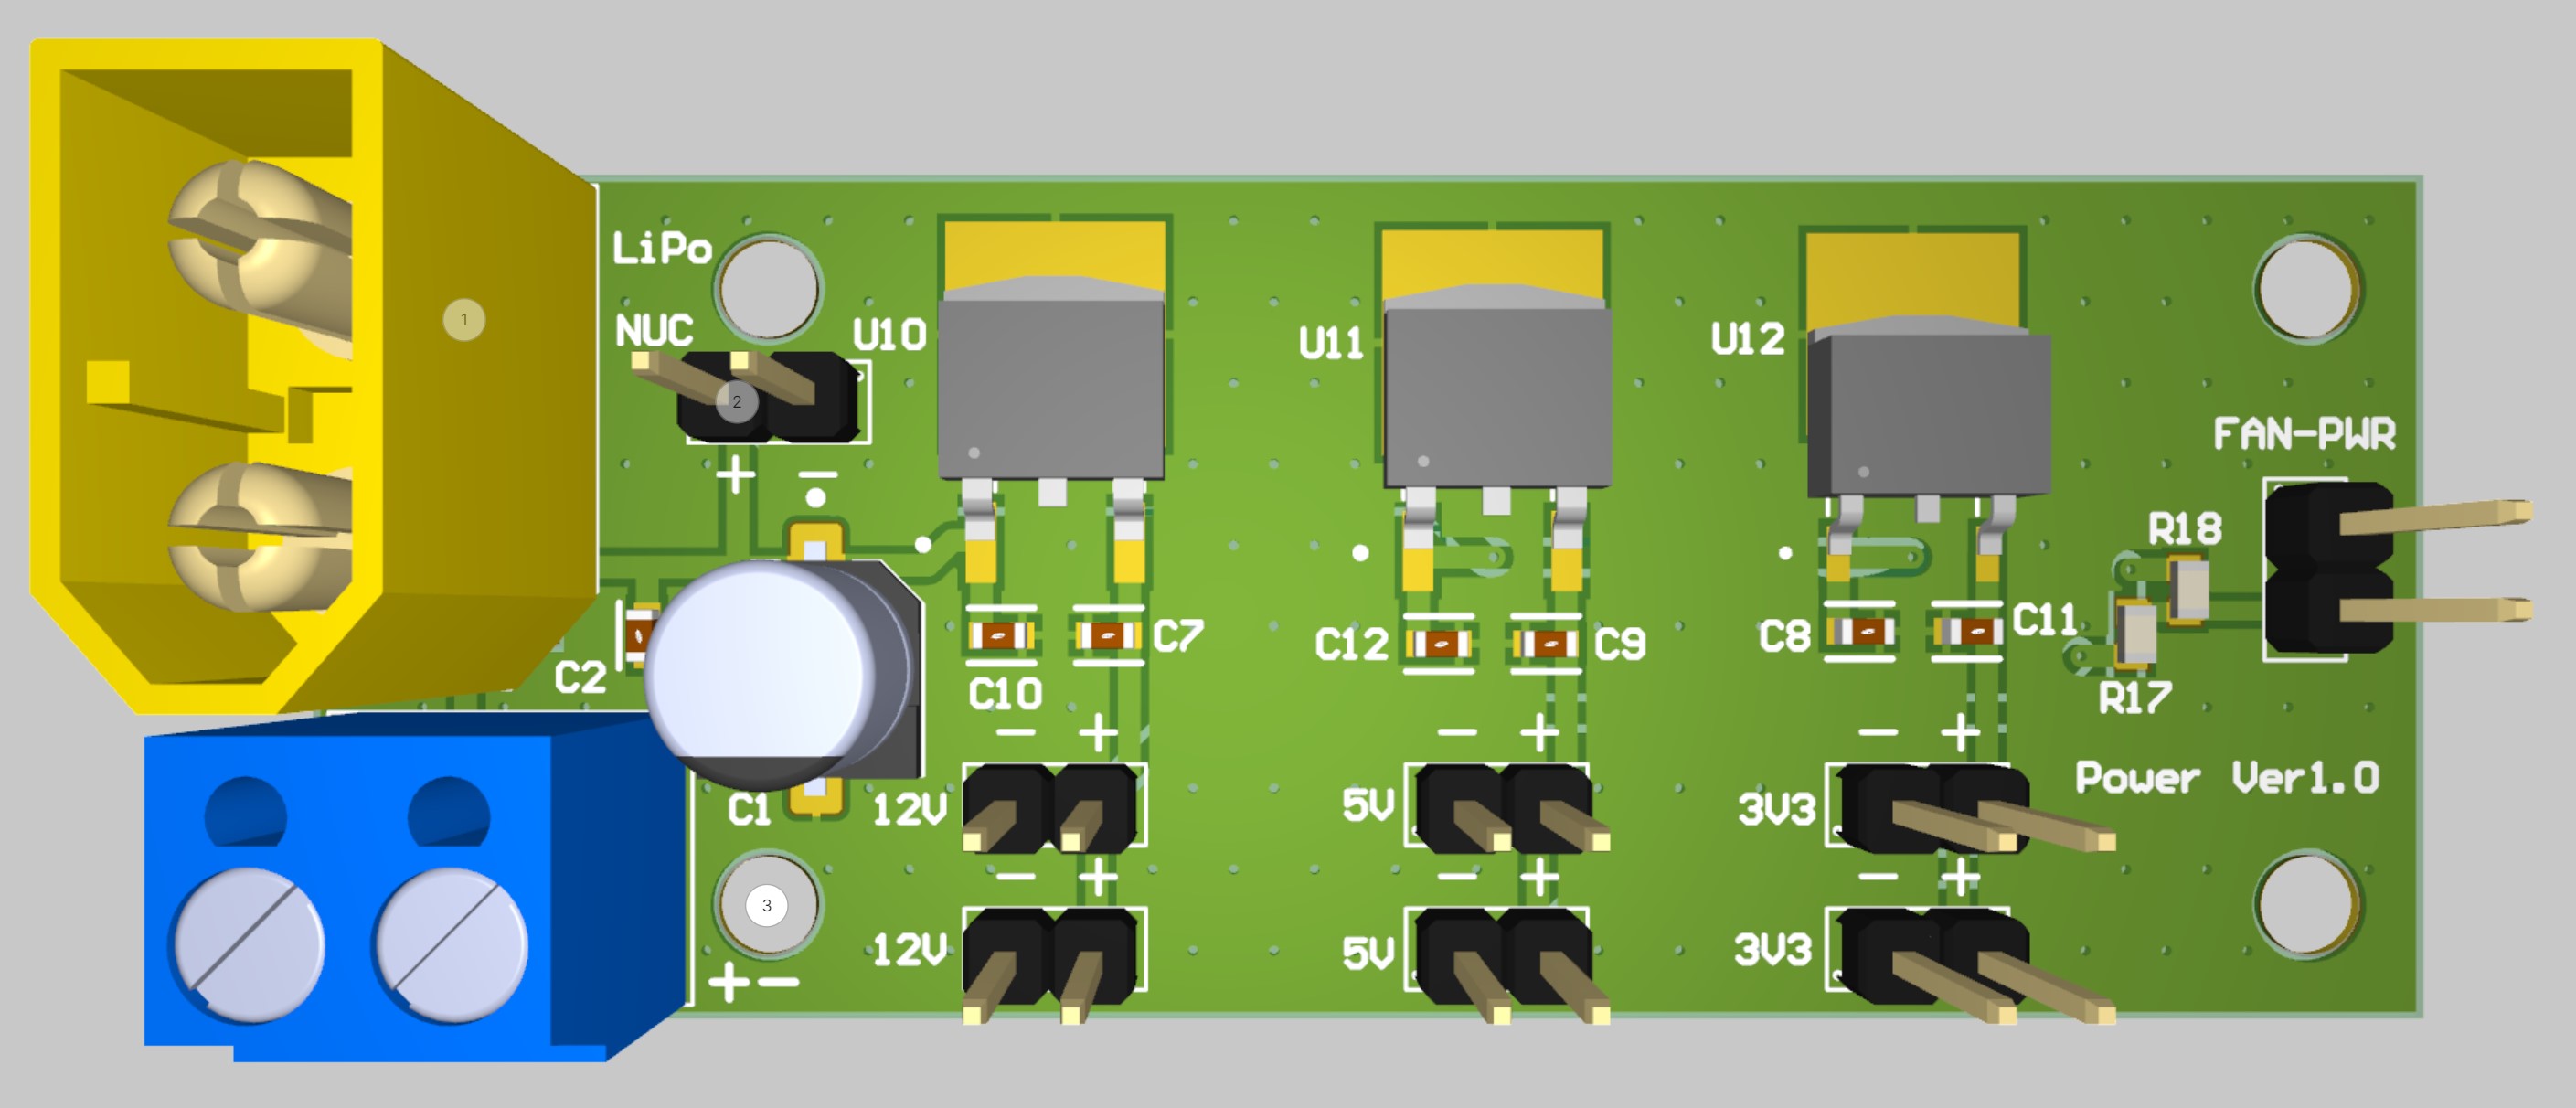 LiPo
1
NUC
2
U10
U11
U12
+ −
FAN-PWR
R18
C2
C7
C12
C9
C8
C11
C10
R17
− +
− +
− +
Power Ver1.0
C1
12V
5V
3V3
3
− +
− +
− +
12V
5V
3V3
+−